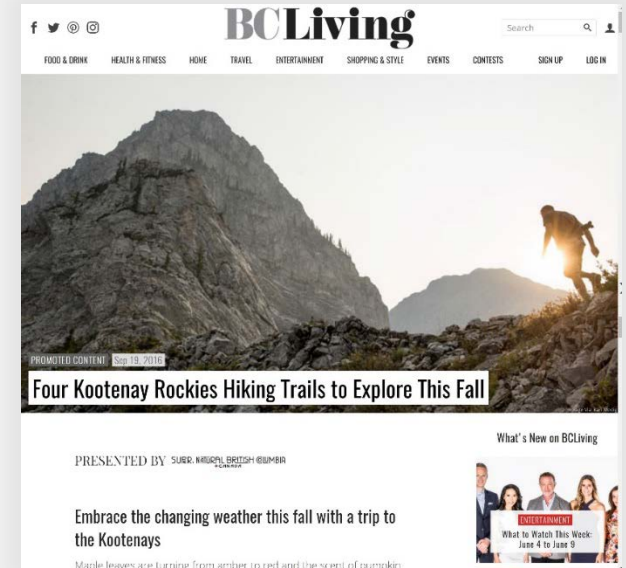 BCLiving
Search
FOOD & DRINK HEALTH & FITNESS HOME TRAVEL ENTERTAINMENT SHOPPING & STYLE EVENTS CONTESTS SIGN UP LOG IN
PROMOTED CONTENT Sep 19, 2016
Four Kootenay Rockies Hiking Trails to Explore This Fall
What's New on BCLiving
PRESENTED BY SUPER, NATURAL BRITISH COLUMBIA
CANADA
ENTERTAINMENT
What to Watch This Week:
June 4 to June 9
Embrace the changing weather this fall with a trip to
the Kootenays
Maple leaves are turning from amber to red and the scent of pumpkin